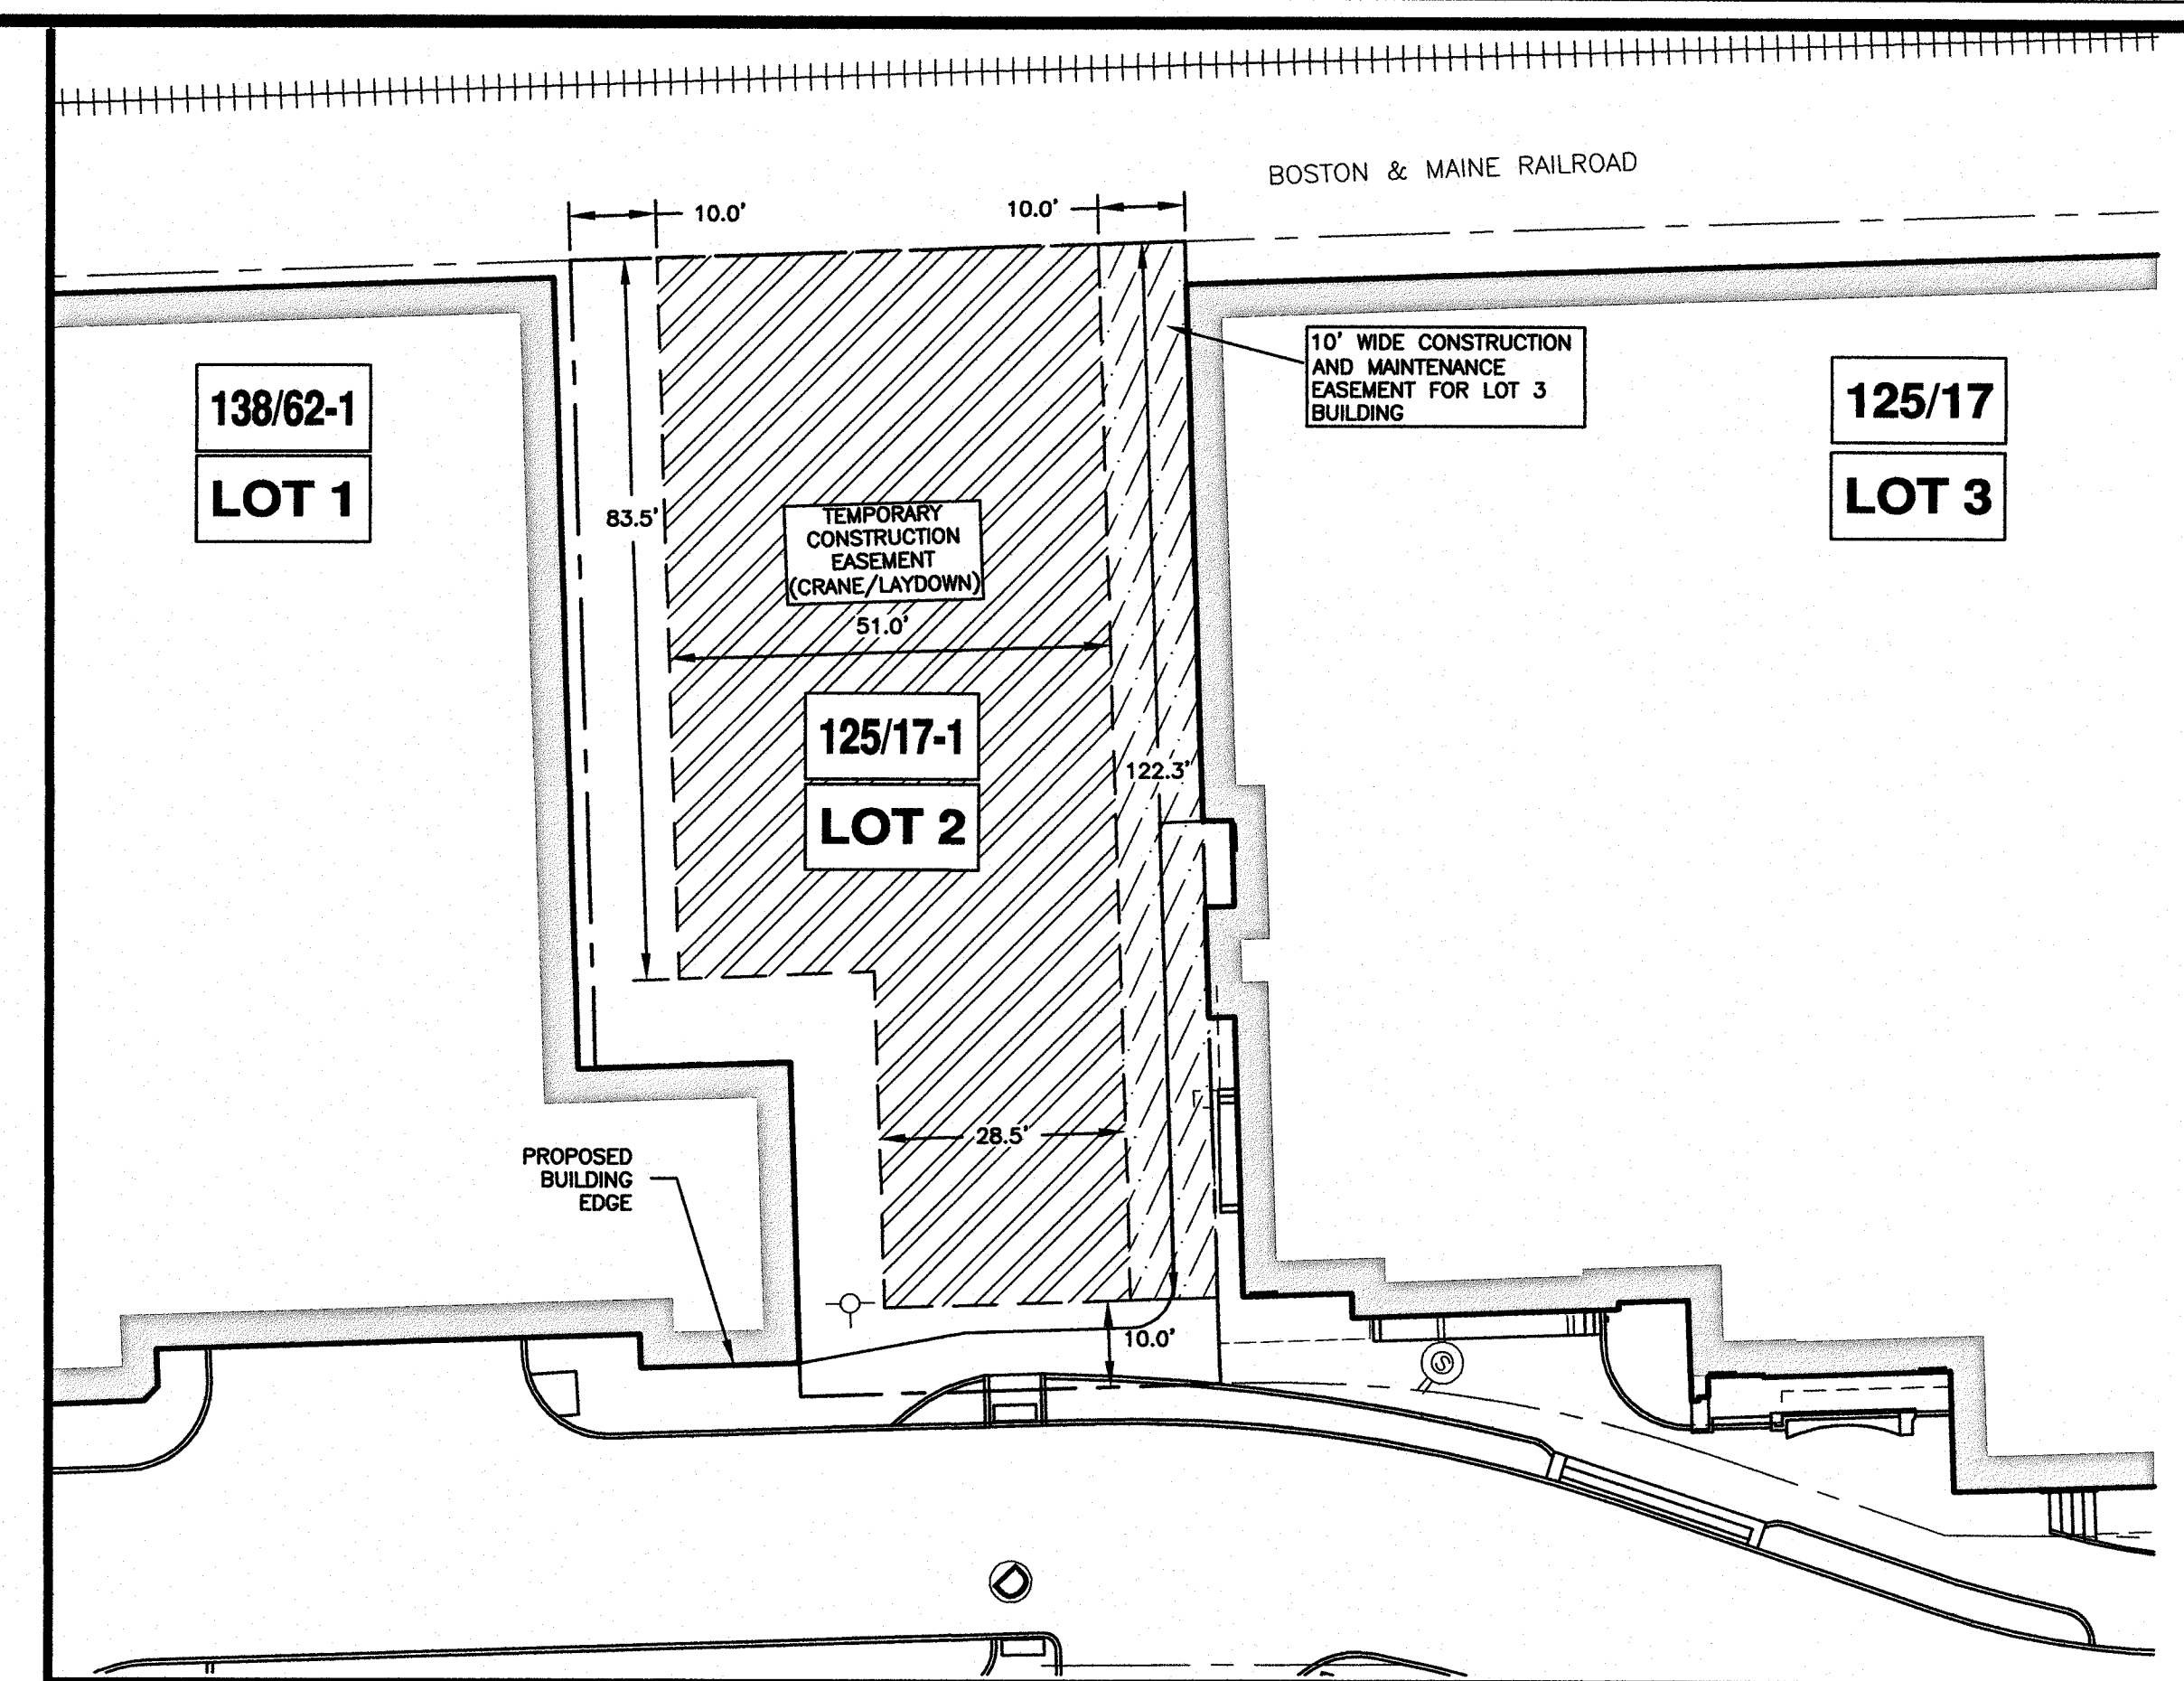 BOSTON & MAINE RAILROAD
10.0'
10.0'
10' WIDE CONSTRUCTION
AND MAINTENANCE
EASEMENT FOR LOT 3
BUILDING
138/62-1
LOT 1
125/17
LOT 3
83.5'
TEMPORARY
CONSTRUCTION
EASEMENT
(CRANE/LAYDOWN)
51.0'
125/17-1
LOT 2
122.3'
28.5'
PROPOSED
BUILDING
EDGE
10.0'
S
D